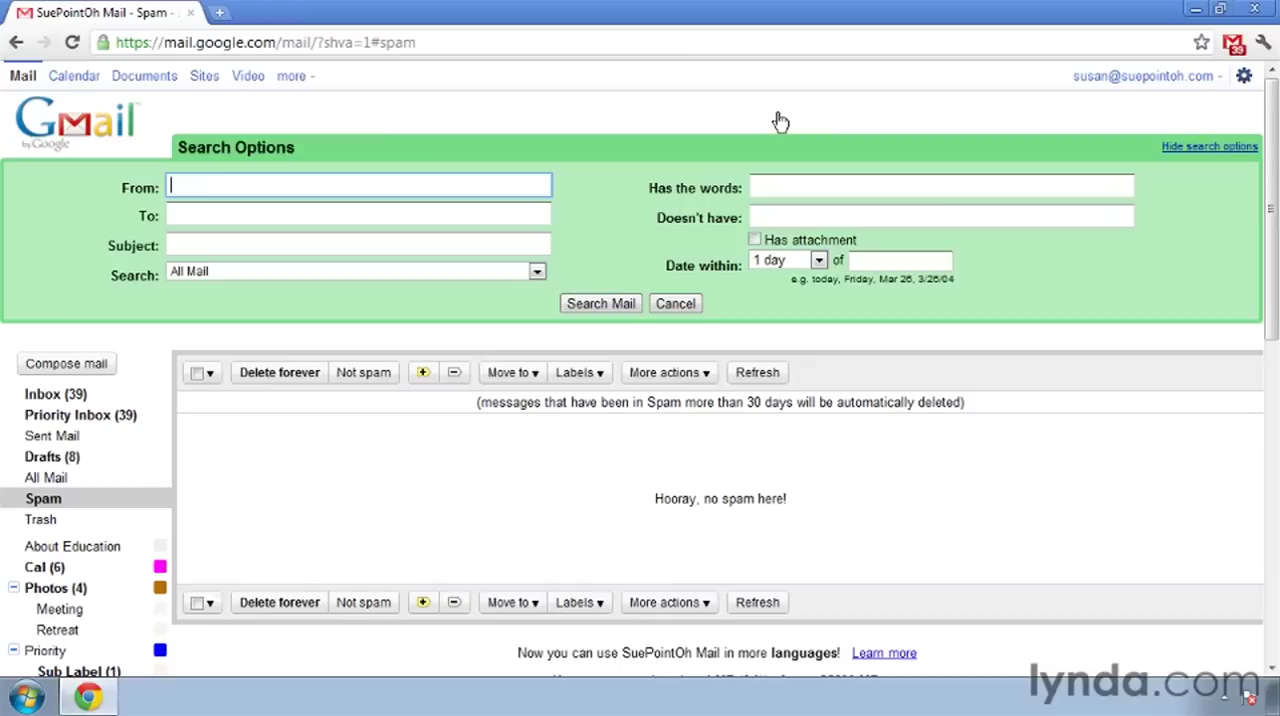 SuePointOh Mail - Spam -
39
https://mail.google.com/mail/?shva=1#spam
Mail Calendar Documents Sites Video more
susan@suepointoh.com
Gmail
by Google
Search Options
Hide search options
From:
To:
Subject:
Search: All Mail
Has the words:
Doesn't have:
Has attachment
Date within: 1 day of
e.g. today, Friday, Mar 26, 3/26/04
Search Mail Cancel
Compose mail
Inbox (39)
Priority Inbox (39)
Sent Mail
Drafts (8)
All Mail
Spam
Trash
About Education
Cal (6)
Photos (4)
Meeting
Retreat
Priority
Sub Label (1)
Delete forever Not spam Move to Labels More actions Refresh
(messages that have been in Spam more than 30 days will be automatically deleted)
Hooray, no spam here!
Delete forever Not spam Move to Labels More actions Refresh
Now you can use SuePointOh Mail in more languages! Learn more
lynda.com